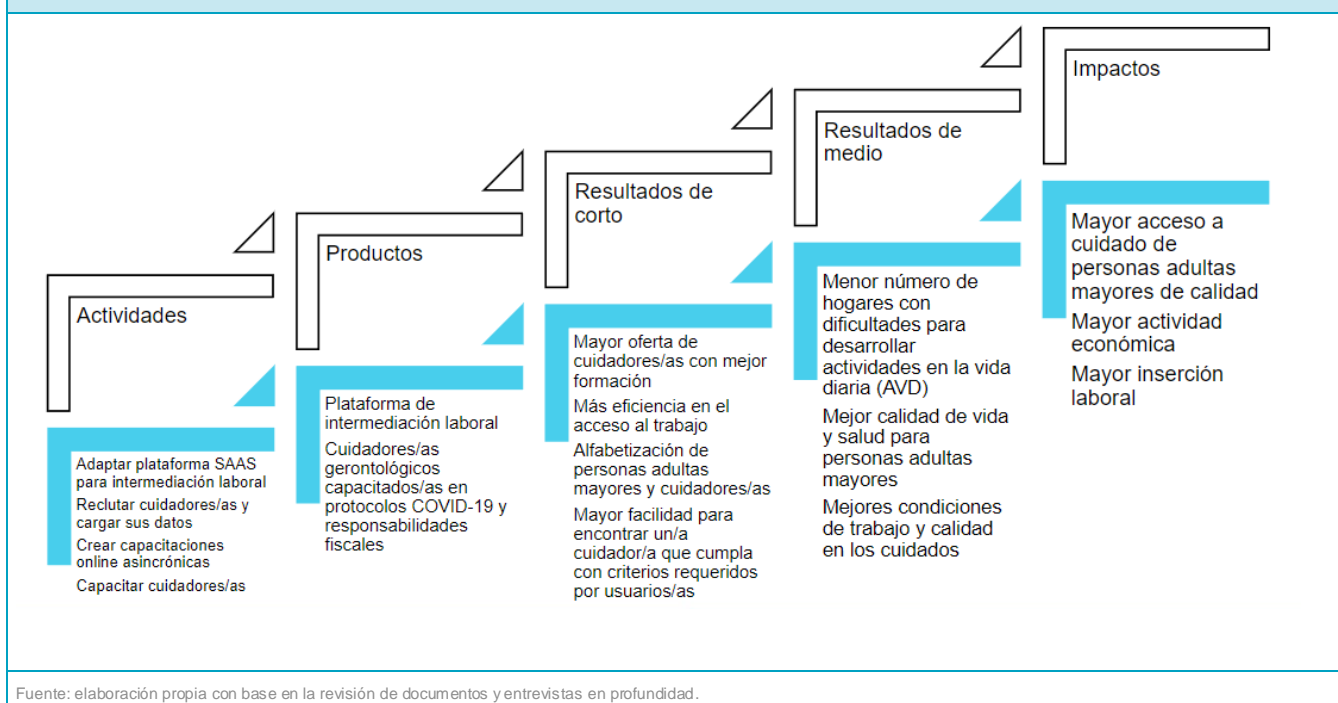 Actividades
Adaptar plataforma SAAS
para intermediación laboral
Reclutar cuidadores/as y
cargar sus datos
Crear capacitaciones
online asincrónicas
Capacitar cuidadores/as
Productos
Plataforma de
intermediación laboral
Cuidadores/as
gerontológicos
capacitados/as en
protocolos COVID-19 y
responsabilidades
fiscales
Resultados de
corto
Mayor oferta de
cuidadores/as con mejor
formación
Más eficiencia en el
acceso al trabajo
Alfabetización de
personas adultas
mayores y cuidadores/as
Mayor facilidad para
encontrar un/a
cuidador/a que cumpla
con criterios requeridos
por usuarios/as
Resultados de
medio
Menor número de
hogares con
dificultades para
desarrollar
actividades en la vida
diaria (AVD)
Mejor calidad de vida
y salud para
personas adultas
mayores
Mejores condiciones
de trabajo y calidad
en los cuidados
Impactos
Mayor acceso a
cuidado de
personas adultas
mayores de calidad
Mayor actividad
económica
Mayor inserción
laboral
Fuente: elaboración propia con base en la revisión de documentos y entrevistas en profundidad.